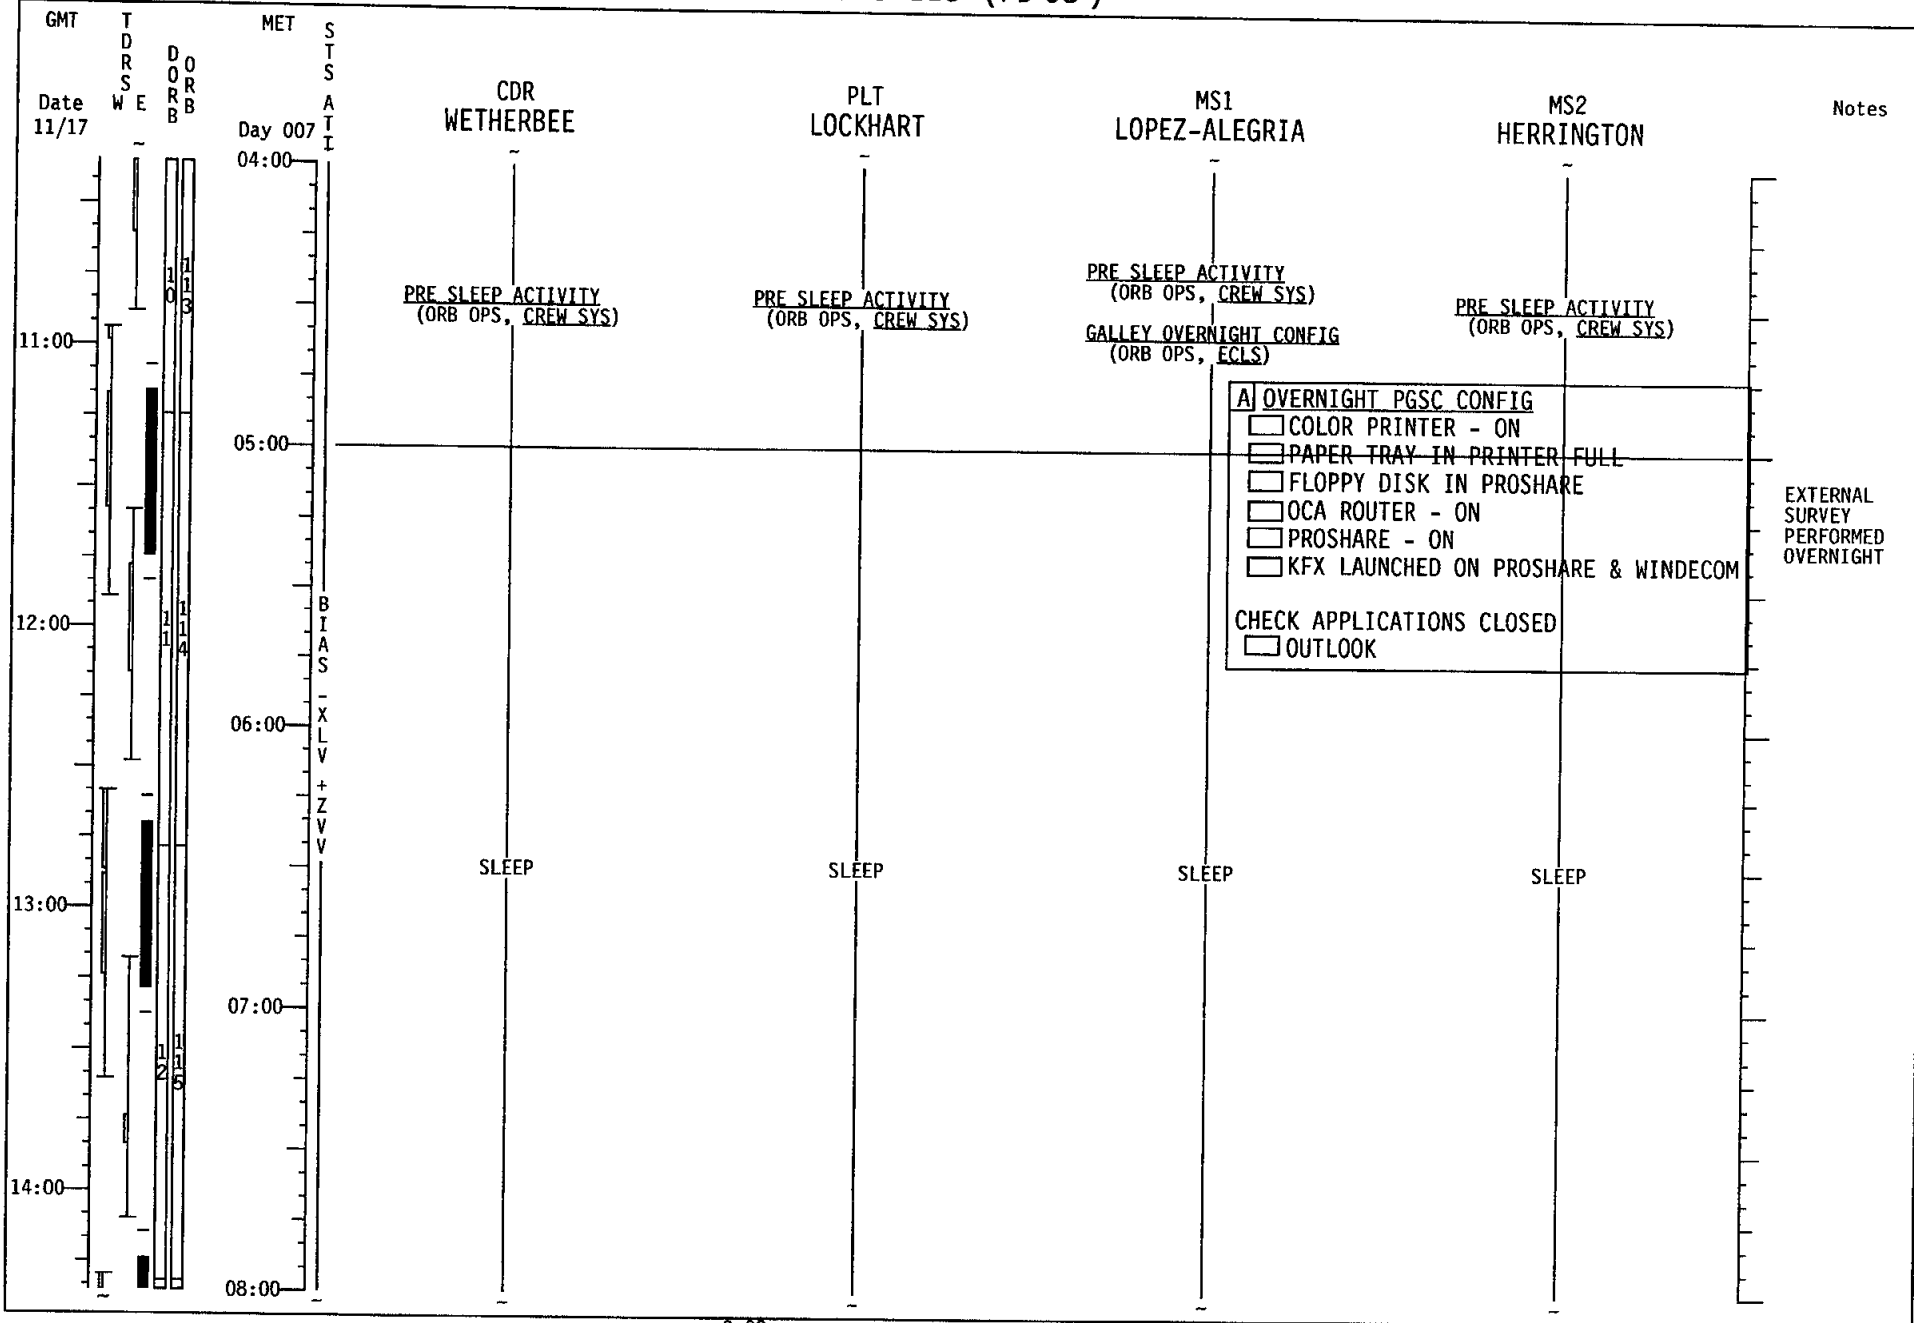 GMT
TDRS
W E
DORB
ORB
MET
STS ATT
Date
11/17
Day 007
CDR
WETHERBEE
PLT
LOCKHART
MS1
LOPEZ-ALEGRIA
MS2
HERRINGTON
Notes
04:00
10
113
PRE SLEEP ACTIVITY
(ORB OPS, CREW SYS)
PRE SLEEP ACTIVITY
(ORB OPS, CREW SYS)
PRE SLEEP ACTIVITY
(ORB OPS, CREW SYS)
GALLEY OVERNIGHT CONFIG
(ORB OPS, ECLS)
PRE SLEEP ACTIVITY
(ORB OPS, CREW SYS)
11:00
A OVERNIGHT PGSC CONFIG
COLOR PRINTER - ON
PAPER TRAY IN PRINTER FULL
FLOPPY DISK IN PROSHARE
OCA ROUTER - ON
PROSHARE - ON
KFX LAUNCHED ON PROSHARE & WINDECOM
CHECK APPLICATIONS CLOSED
OUTLOOK
05:00
EXTERNAL
SURVEY
PERFORMED
OVERNIGHT
12:00
11
114
BIAS -XLV +ZVV
06:00
SLEEP
SLEEP
SLEEP
SLEEP
13:00
07:00
12
115
14:00
08:00